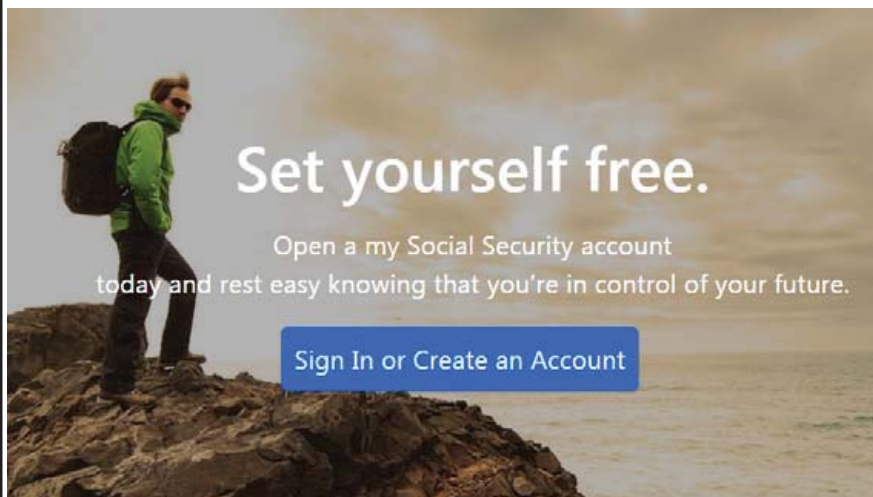 Set yourself free.
Open a my Social Security account
today and rest easy knowing that you're in control of your future.
Sign In or Create an Account